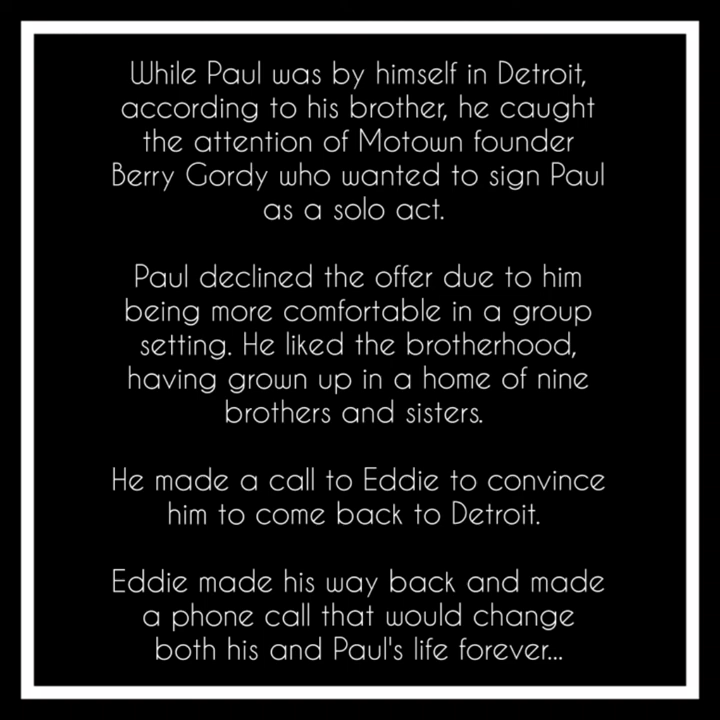 While Paul was by himself in Detroit,
according to his brother, he caught
the attention of Motown founder
Berry Gordy who wanted to sign Paul
as a solo act.
Paul declined the offer due to him
being more comfortable in a group
setting. He liked the brotherhood,
having grown up in a home of nine
brothers and sisters.
He made a call to Eddie to convince
him to come back to Detroit.
Eddie made his way back and made
a phone call that would change
both his and Paul's life forever...